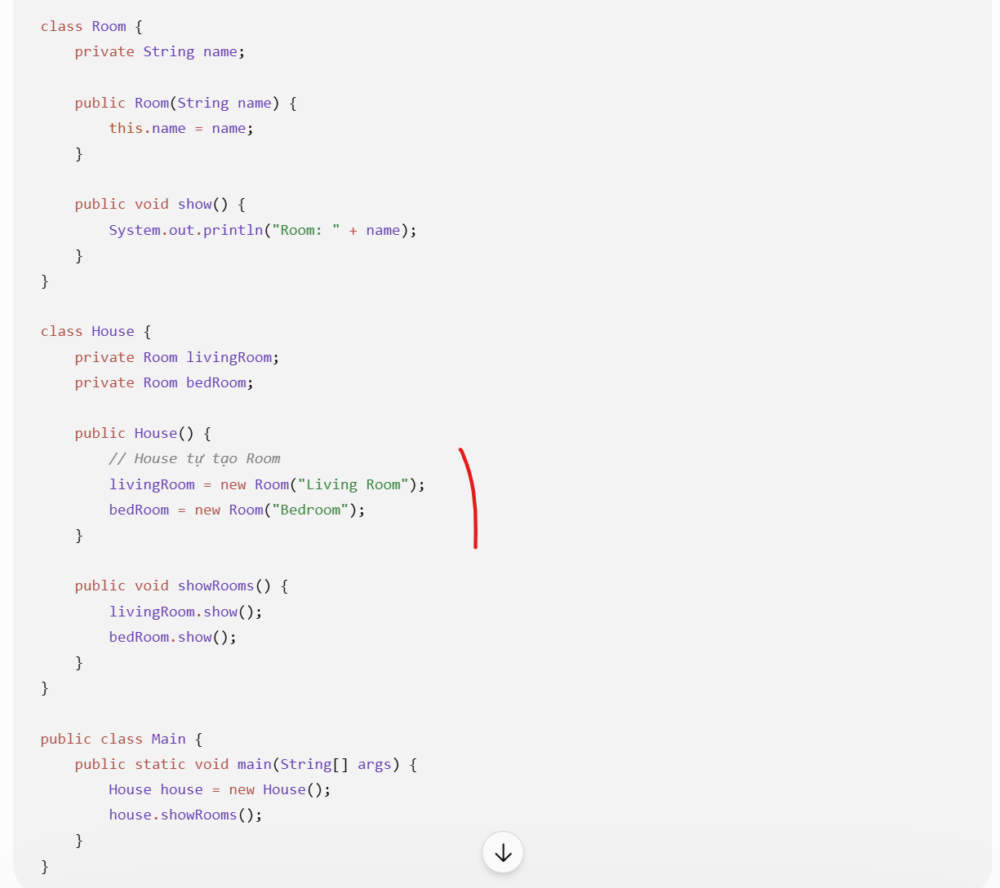 class Room {
    private String name;

    public Room(String name) {
        this.name = name;
    }

    public void show() {
        System.out.println("Room: " + name);
    }
}

class House {
    private Room livingRoom;
    private Room bedRoom;

    public House() {
        // House tự tạo Room
        livingRoom = new Room("Living Room");
        bedRoom = new Room("Bedroom");
    }

    public void showRooms() {
        livingRoom.show();
        bedRoom.show();
    }
}

public class Main {
    public static void main(String[] args) {
        House house = new House();
        house.showRooms();
    }
}